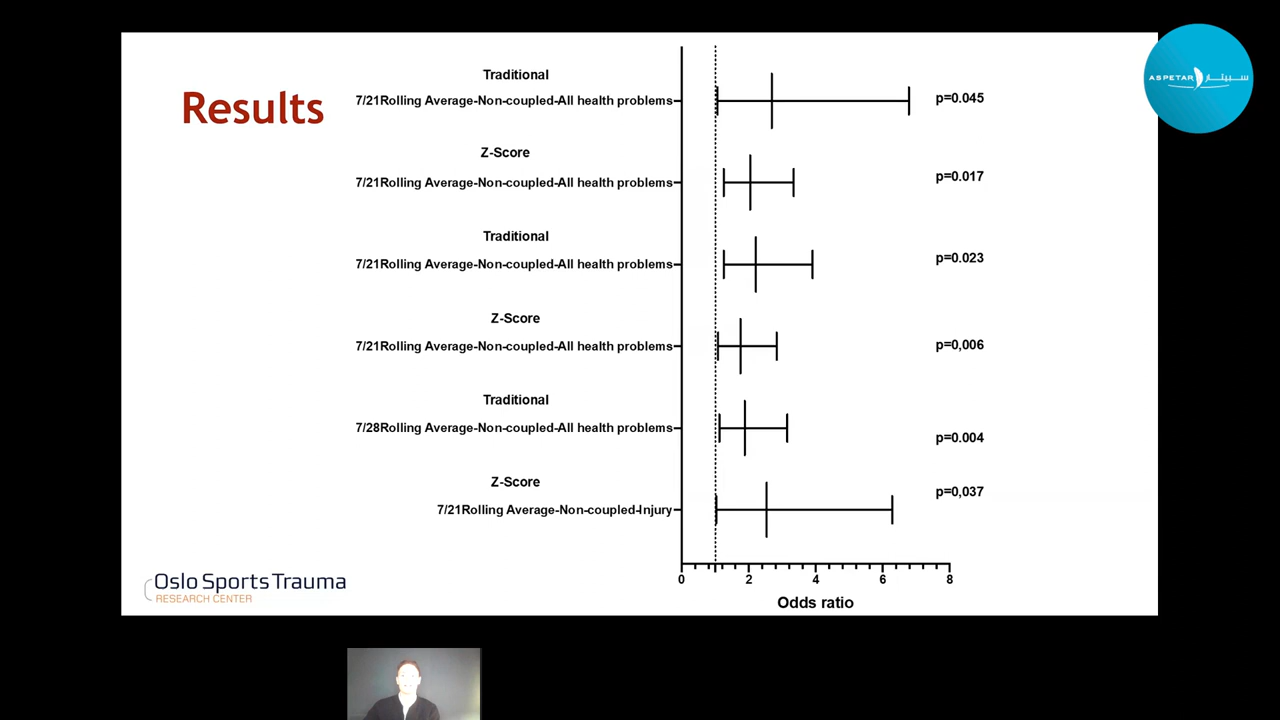 Results
Traditional
7/21Rolling Average-Non-coupled-All health problems
p=0.045
Z-Score
7/21Rolling Average-Non-coupled-All health problems
p=0.017
Traditional
7/21Rolling Average-Non-coupled-All health problems
p=0.023
Z-Score
7/21Rolling Average-Non-coupled-All health problems
p=0,006
Traditional
7/28Rolling Average-Non-coupled-All health problems
p=0.004
Z-Score
7/21Rolling Average-Non-coupled-Injury
p=0,037
0 2 4 6 8
Odds ratio
Oslo Sports Trauma
RESEARCH CENTER
ASPETAR سبيتار